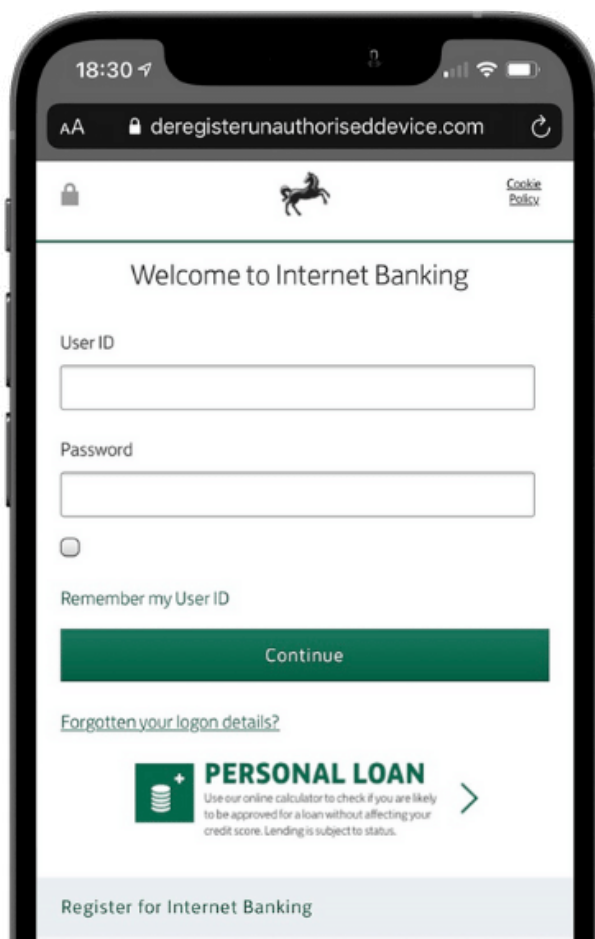 18:30
AA deregisterunauthoriseddevice.com
Cookie
Policy
Welcome to Internet Banking
User ID
Password
Remember my User ID
Continue
Forgotten your logon details?
PERSONAL LOAN
Use our online calculator to check if you are likely
to be approved for a loan without affecting your
credit score. Lending is subject to status.
Register for Internet Banking